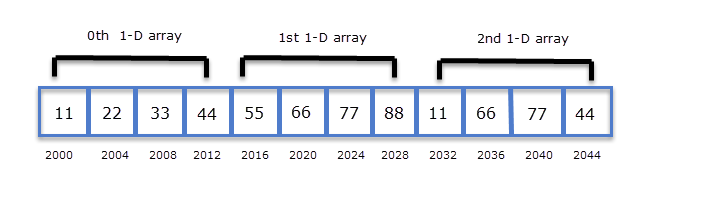 0th 1-D array 1st 1-D array 2nd 1-D array
11 22 33 44 55 66 77 88 11 66 77 44
2000 2004 2008 2012 2016 2020 2024 2028 2032 2036 2040 2044